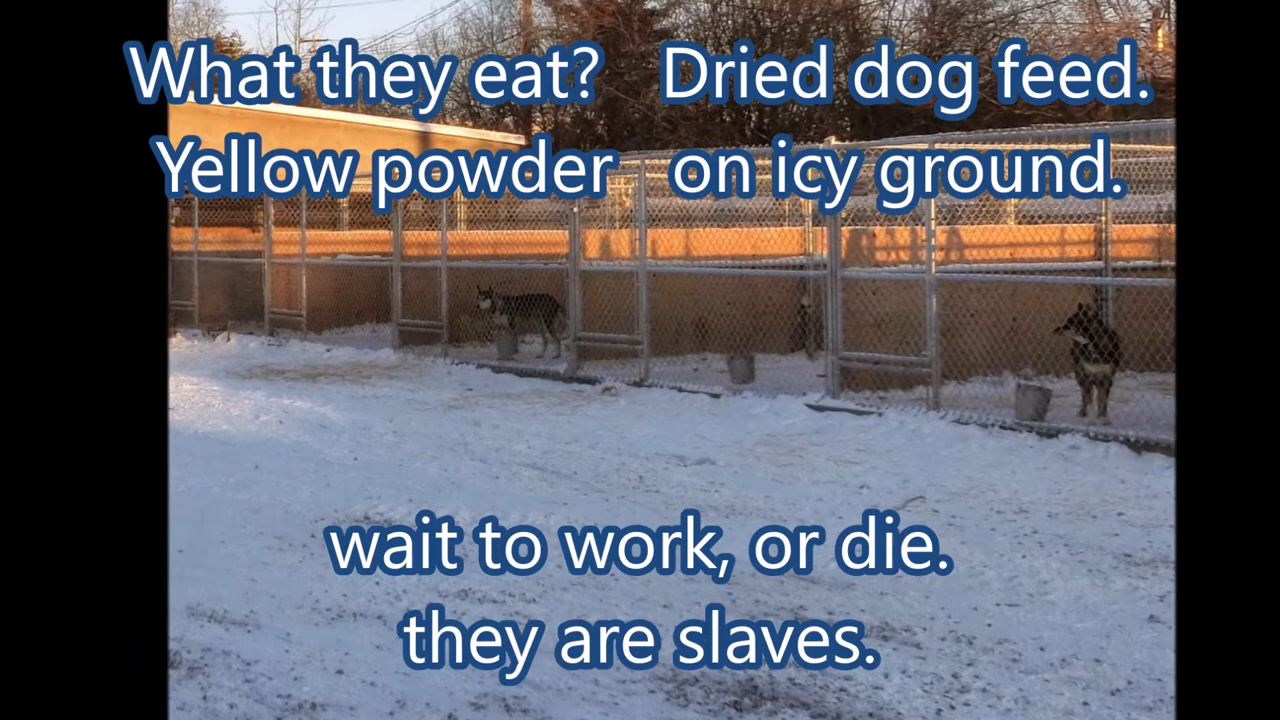 What they eat? Dried dog feed.
Yellow powder on icy ground.
wait to work, or die.
they are slaves.